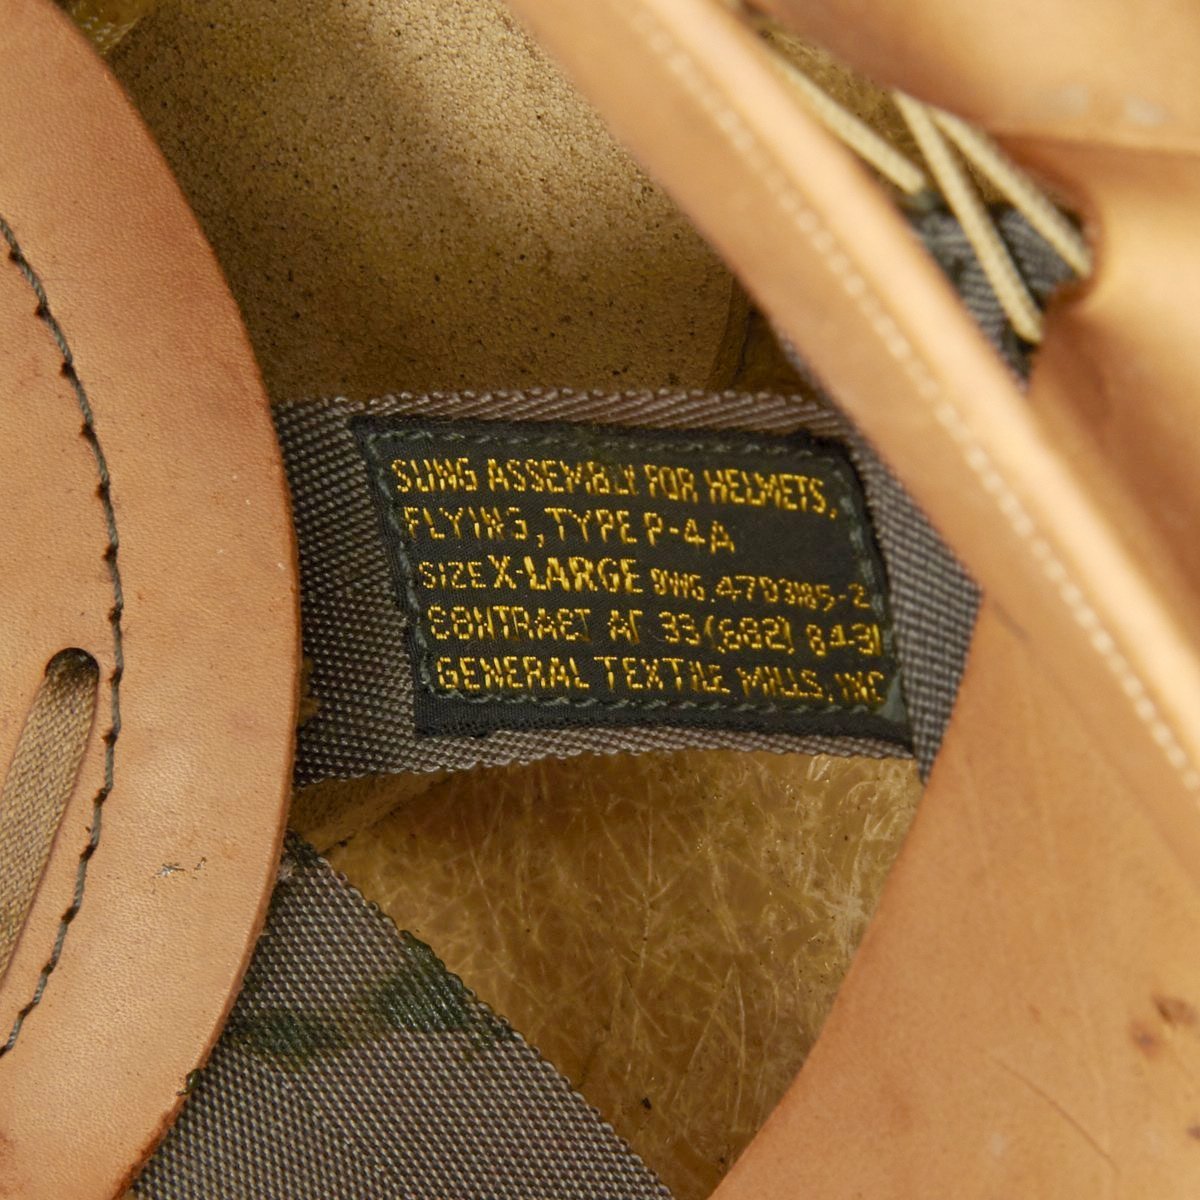 SLING ASSEMBLY FOR HELMETS,
FLYING, TYPE P-4A
SIZE X-LARGE DWG. 47D3185-2
CONTRACT AF 33(682) 8431
GENERAL TEXTILE MILLS, INC